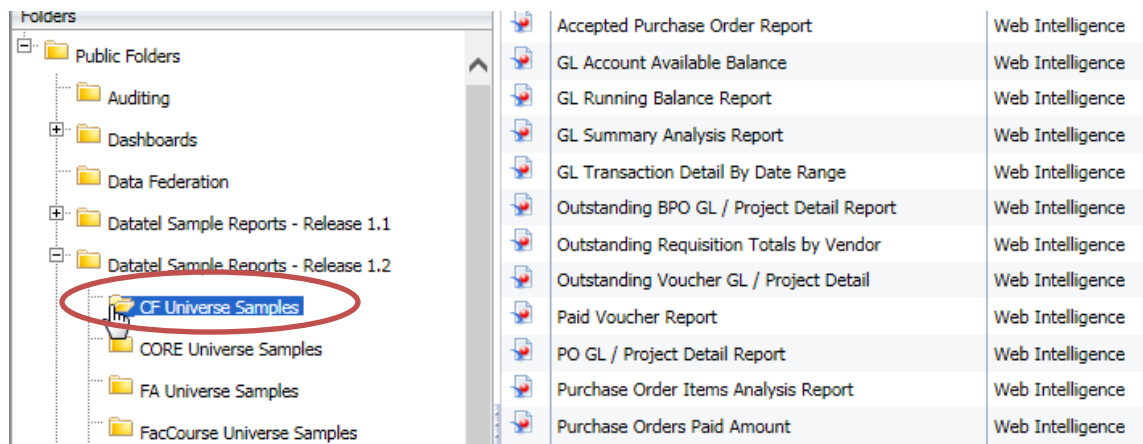 Folders
Public Folders
Auditing
Dashboards
Data Federation
Datatel Sample Reports - Release 1.1
Datatel Sample Reports - Release 1.2
CF Universe Samples
CORE Universe Samples
FA Universe Samples
FacCourse Universe Samples
Accepted Purchase Order Report Web Intelligence
GL Account Available Balance Web Intelligence
GL Running Balance Report Web Intelligence
GL Summary Analysis Report Web Intelligence
GL Transaction Detail By Date Range Web Intelligence
Outstanding BPO GL / Project Detail Report Web Intelligence
Outstanding Requisition Totals by Vendor Web Intelligence
Outstanding Voucher GL / Project Detail Web Intelligence
Paid Voucher Report Web Intelligence
PO GL / Project Detail Report Web Intelligence
Purchase Order Items Analysis Report Web Intelligence
Purchase Orders Paid Amount Web Intelligence